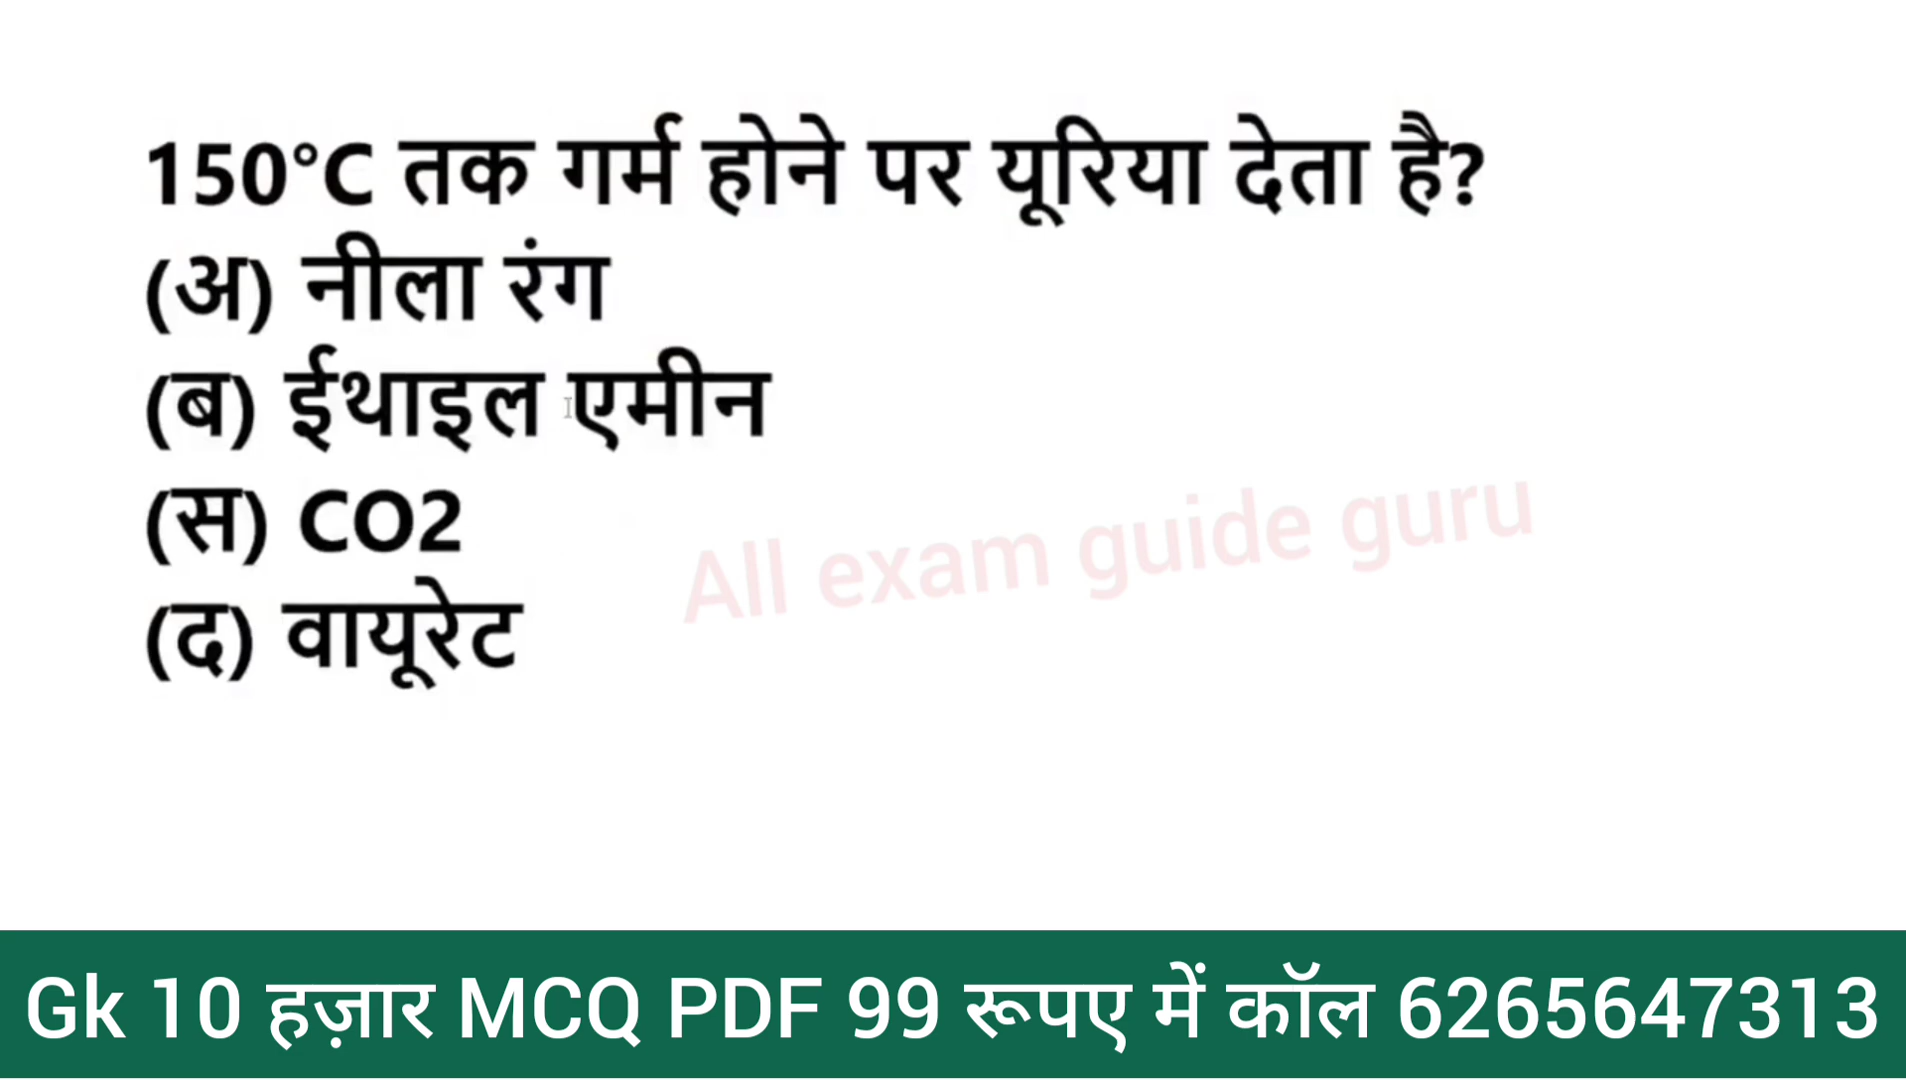 150°C तक गर्म होने पर यूरिया देता है?
(अ) नीला रंग
(ब) ईथाइल एमीन
(स) CO2
(द) वायूरेट
All exam guide guru
Gk 10 हज़ार MCQ PDF 99 रूपए में कॉल 6265647313